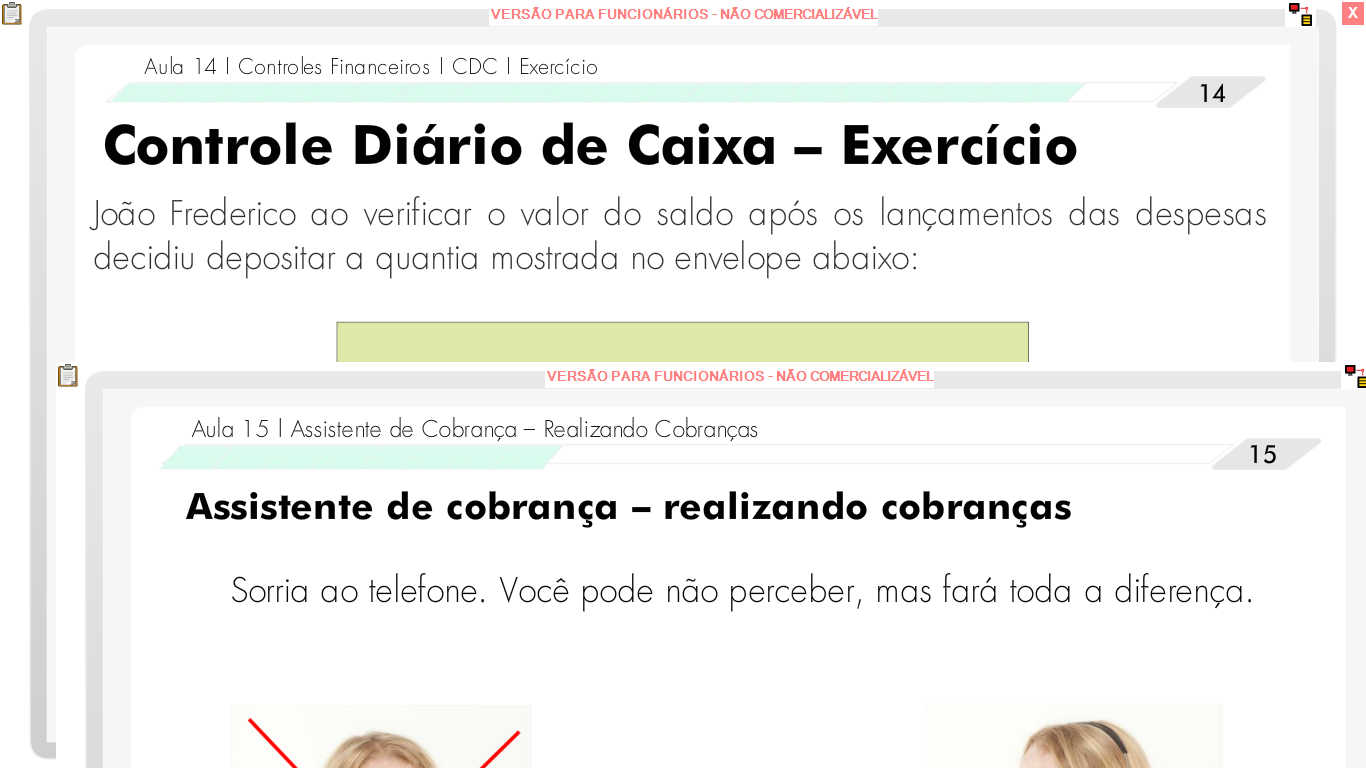 VERSÃO PARA FUNCIONÁRIOS - NÃO COMERCIALIZÁVEL
X
Aula 14 | Controles Financeiros | CDC | Exercício
14
Controle Diário de Caixa – Exercício
João Frederico ao verificar o valor do saldo após os lançamentos das despesas
decidiu depositar a quantia mostrada no envelope abaixo:
VERSÃO PARA FUNCIONÁRIOS - NÃO COMERCIALIZÁVEL
Aula 15 | Assistente de Cobrança – Realizando Cobranças
15
Assistente de cobrança – realizando cobranças
Sorria ao telefone. Você pode não perceber, mas fará toda a diferença.